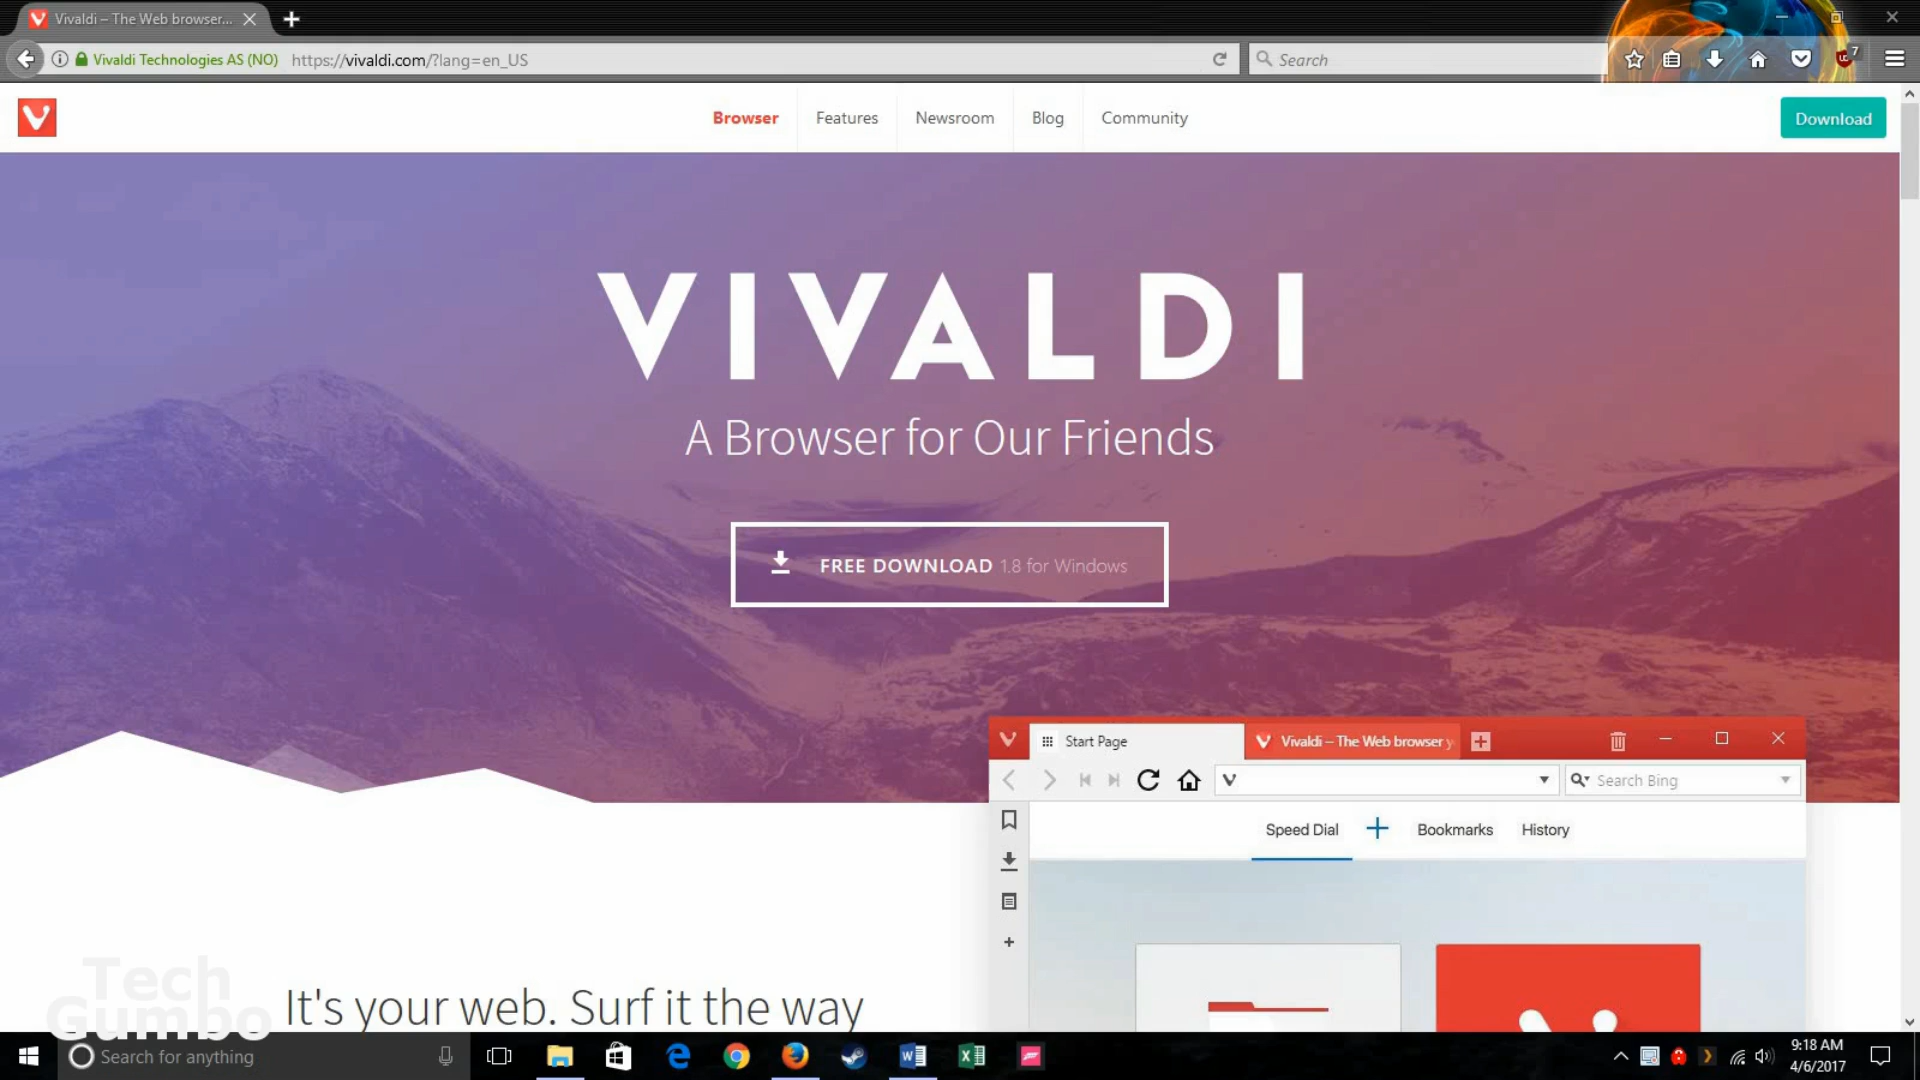 Vivaldi – The Web browser...
Vivaldi Technologies AS (NO)
https://vivaldi.com/?lang=en_US
Search
7
Browser
Features
Newsroom
Blog
Community
Download
VIVALDI
A Browser for Our Friends
FREE DOWNLOAD 1.8 for Windows
Start Page
Vivaldi – The Web browser y
Search Bing
Speed Dial
Bookmarks
History
It's your web. Surf it the way
Tech
Gumbo
Search for anything
9:18 AM
4/6/2017